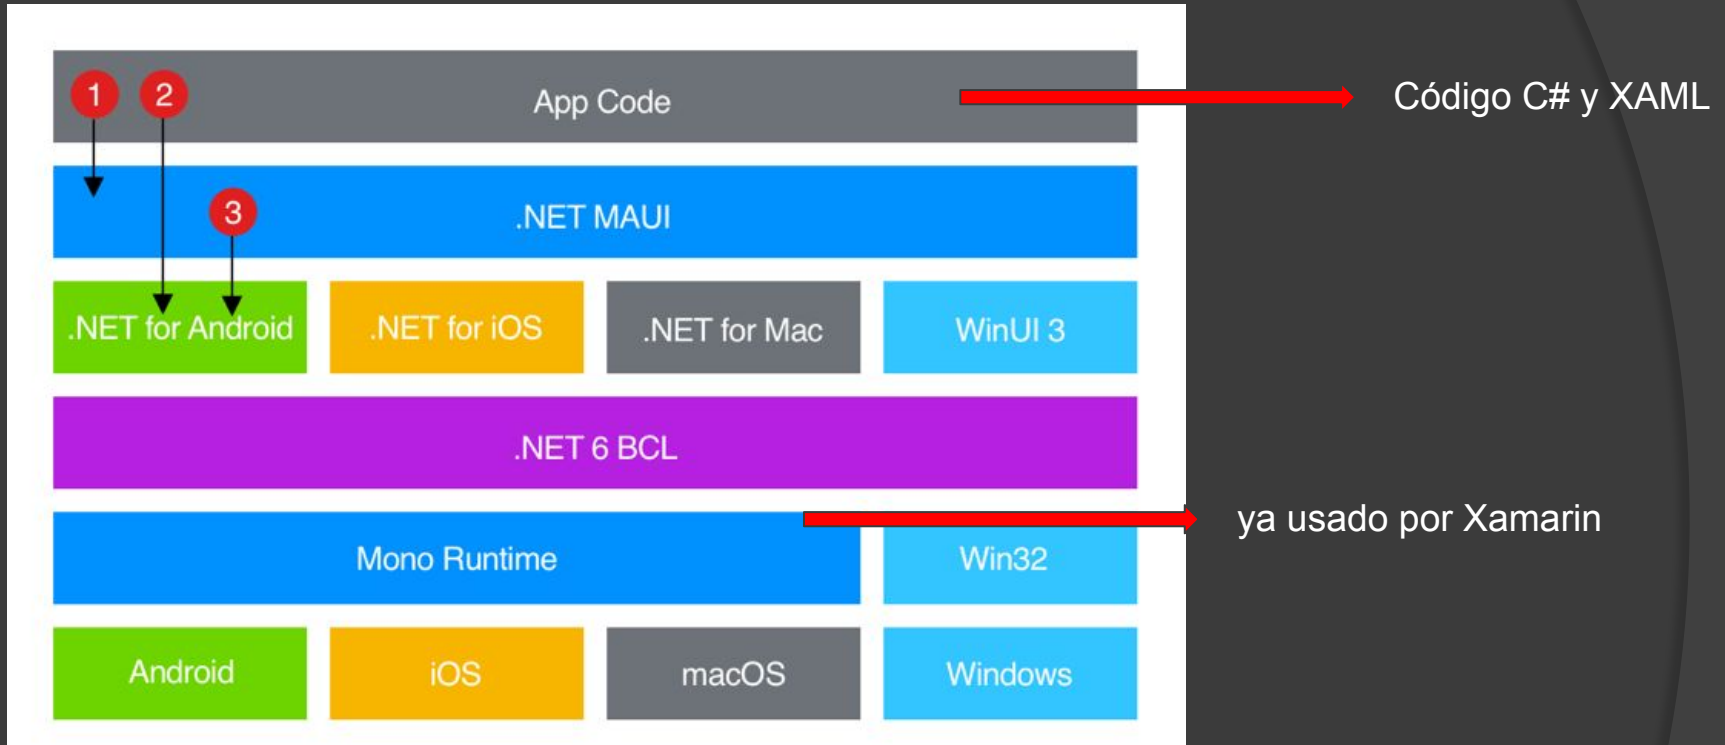 1 2 App Code
Código C# y XAML
3 .NET MAUI
.NET for Android
.NET for iOS
.NET for Mac
WinUI 3
.NET 6 BCL
ya usado por Xamarin
Mono Runtime
Win32
Android
iOS
macOS
Windows